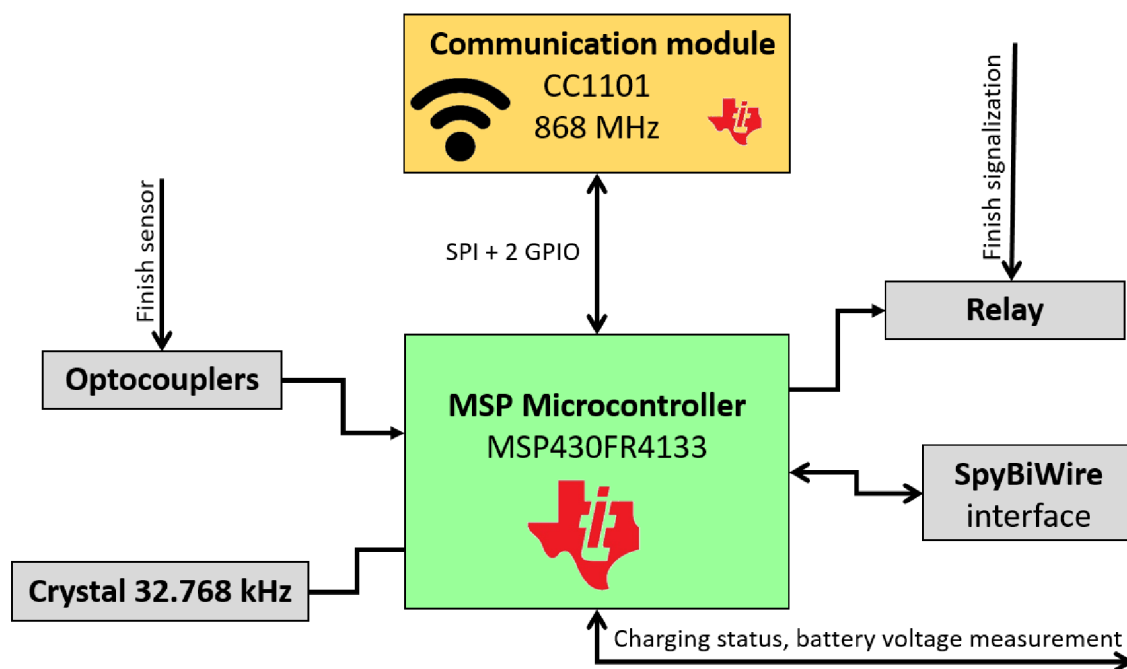 Communication module
CC1101
868 MHz
Finish signalization
Finish sensor
SPI + 2 GPIO
Relay
Optocouplers
MSP Microcontroller
MSP430FR4133
SpyBiWire
interface
Crystal 32.768 kHz
Charging status, battery voltage measurement